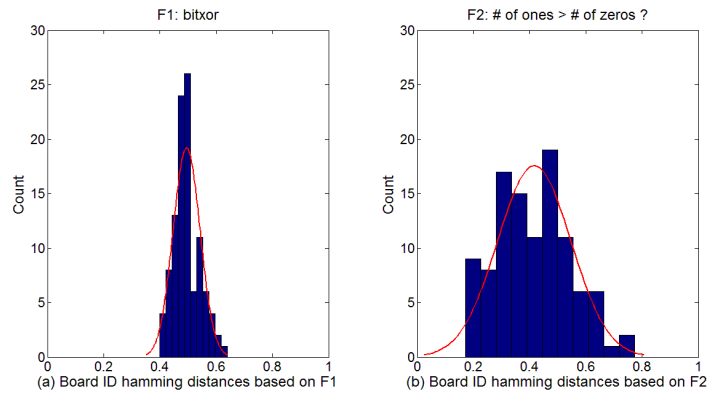 F1: bitxor
30
25
20
15
10
5
0
Count
0 0.2 0.4 0.6 0.8 1
(a) Board ID hamming distances based on F1
F2: # of ones > # of zeros ?
30
25
20
15
10
5
0
Count
0 0.2 0.4 0.6 0.8 1
(b) Board ID hamming distances based on F2